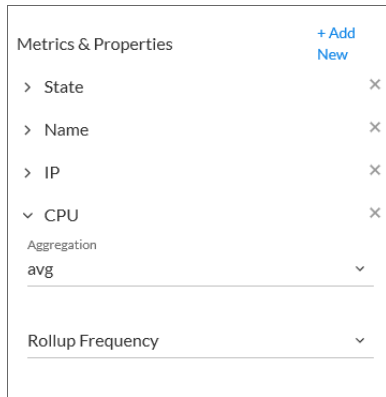 Metrics & Properties
+ Add
New
State
Name
IP
CPU
Aggregation
avg
Rollup Frequency